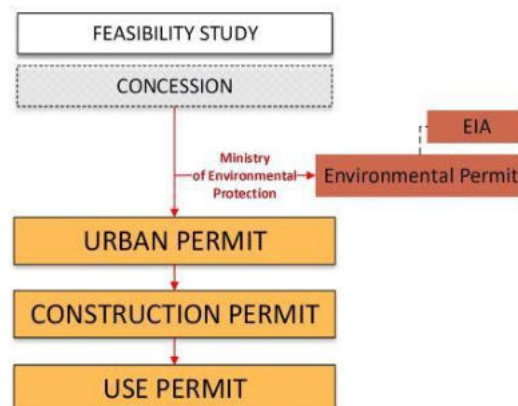 FEASIBILITY STUDY
CONCESSION
EIA
Ministry
of Environmental
Protection
Environmental Permit
URBAN PERMIT
CONSTRUCTION PERMIT
USE PERMIT